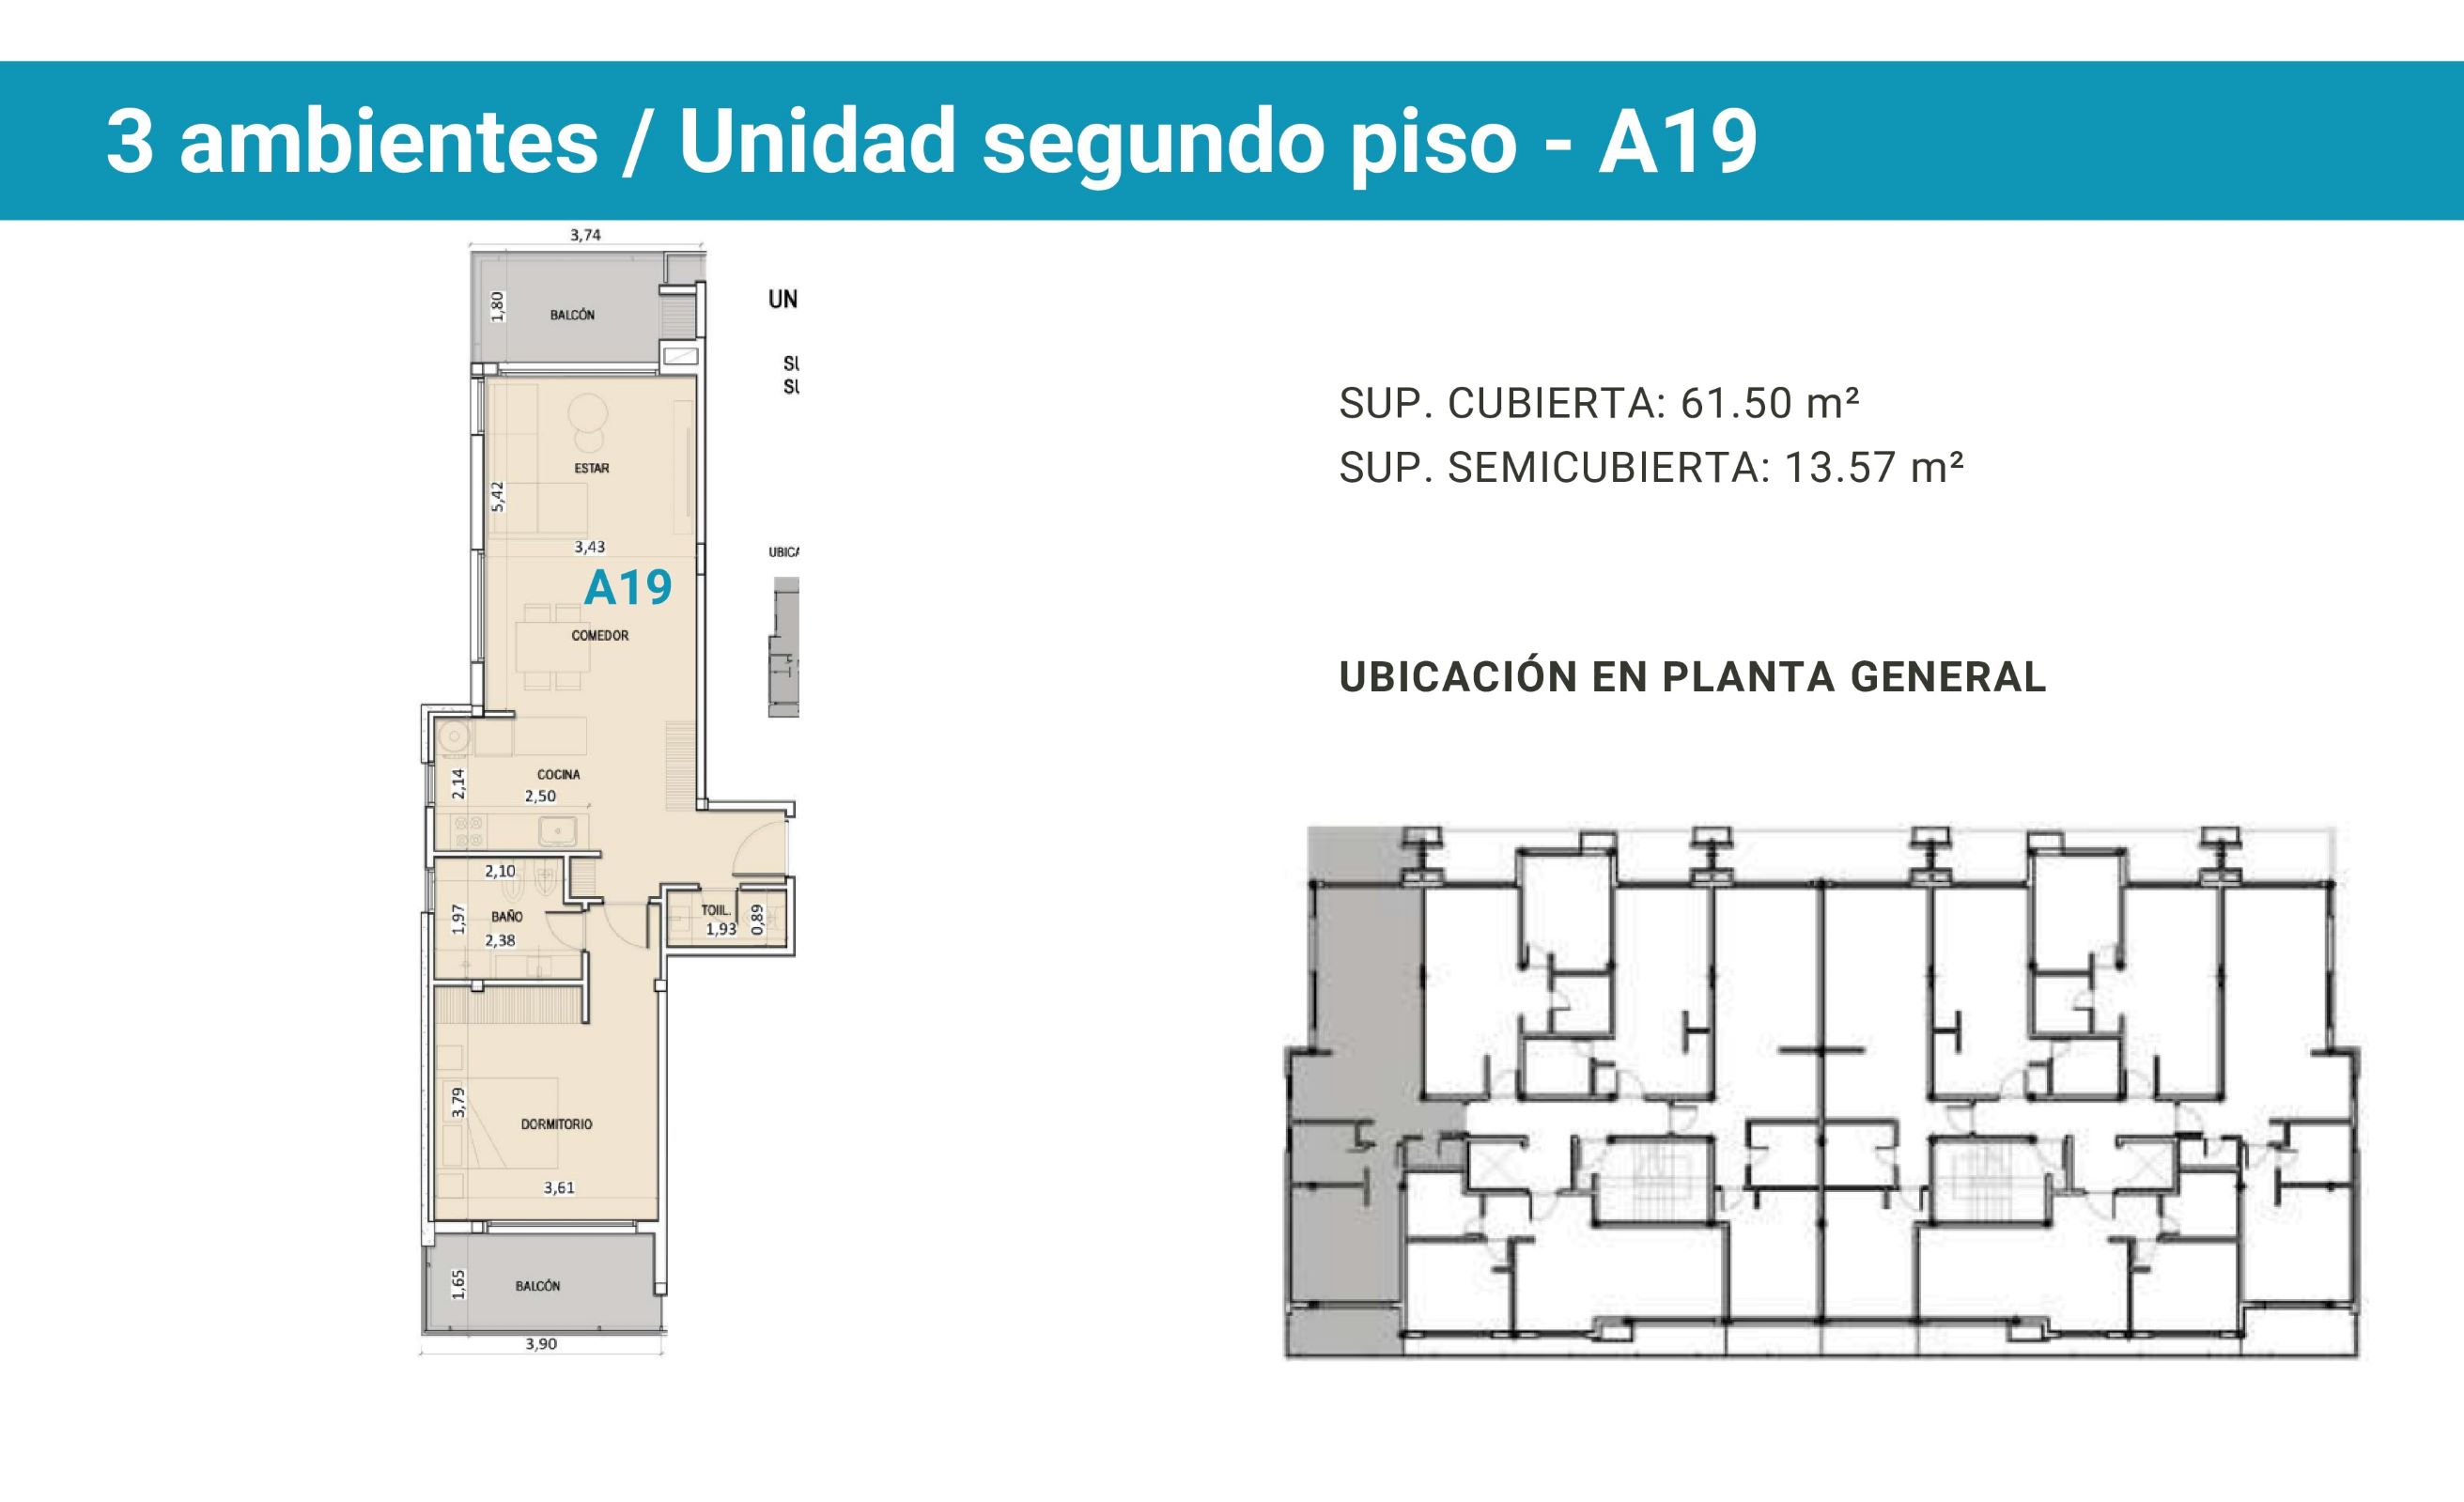 3 ambientes / Unidad segundo piso - A19
3,74
1,80
BALCÓN
UN
SU
SU
ESTAR
5,42
3,43
UBICA
A19
COMEDOR
COCINA
2,14
2,50
2,10
1,97
BAÑO
2,38
TOIIL.
1,93
0,89
3,79
DORMITORIO
3,61
1,65
BALCÓN
3,90
SUP. CUBIERTA: 61.50 m²
SUP. SEMICUBIERTA: 13.57 m²
UBICACIÓN EN PLANTA GENERAL